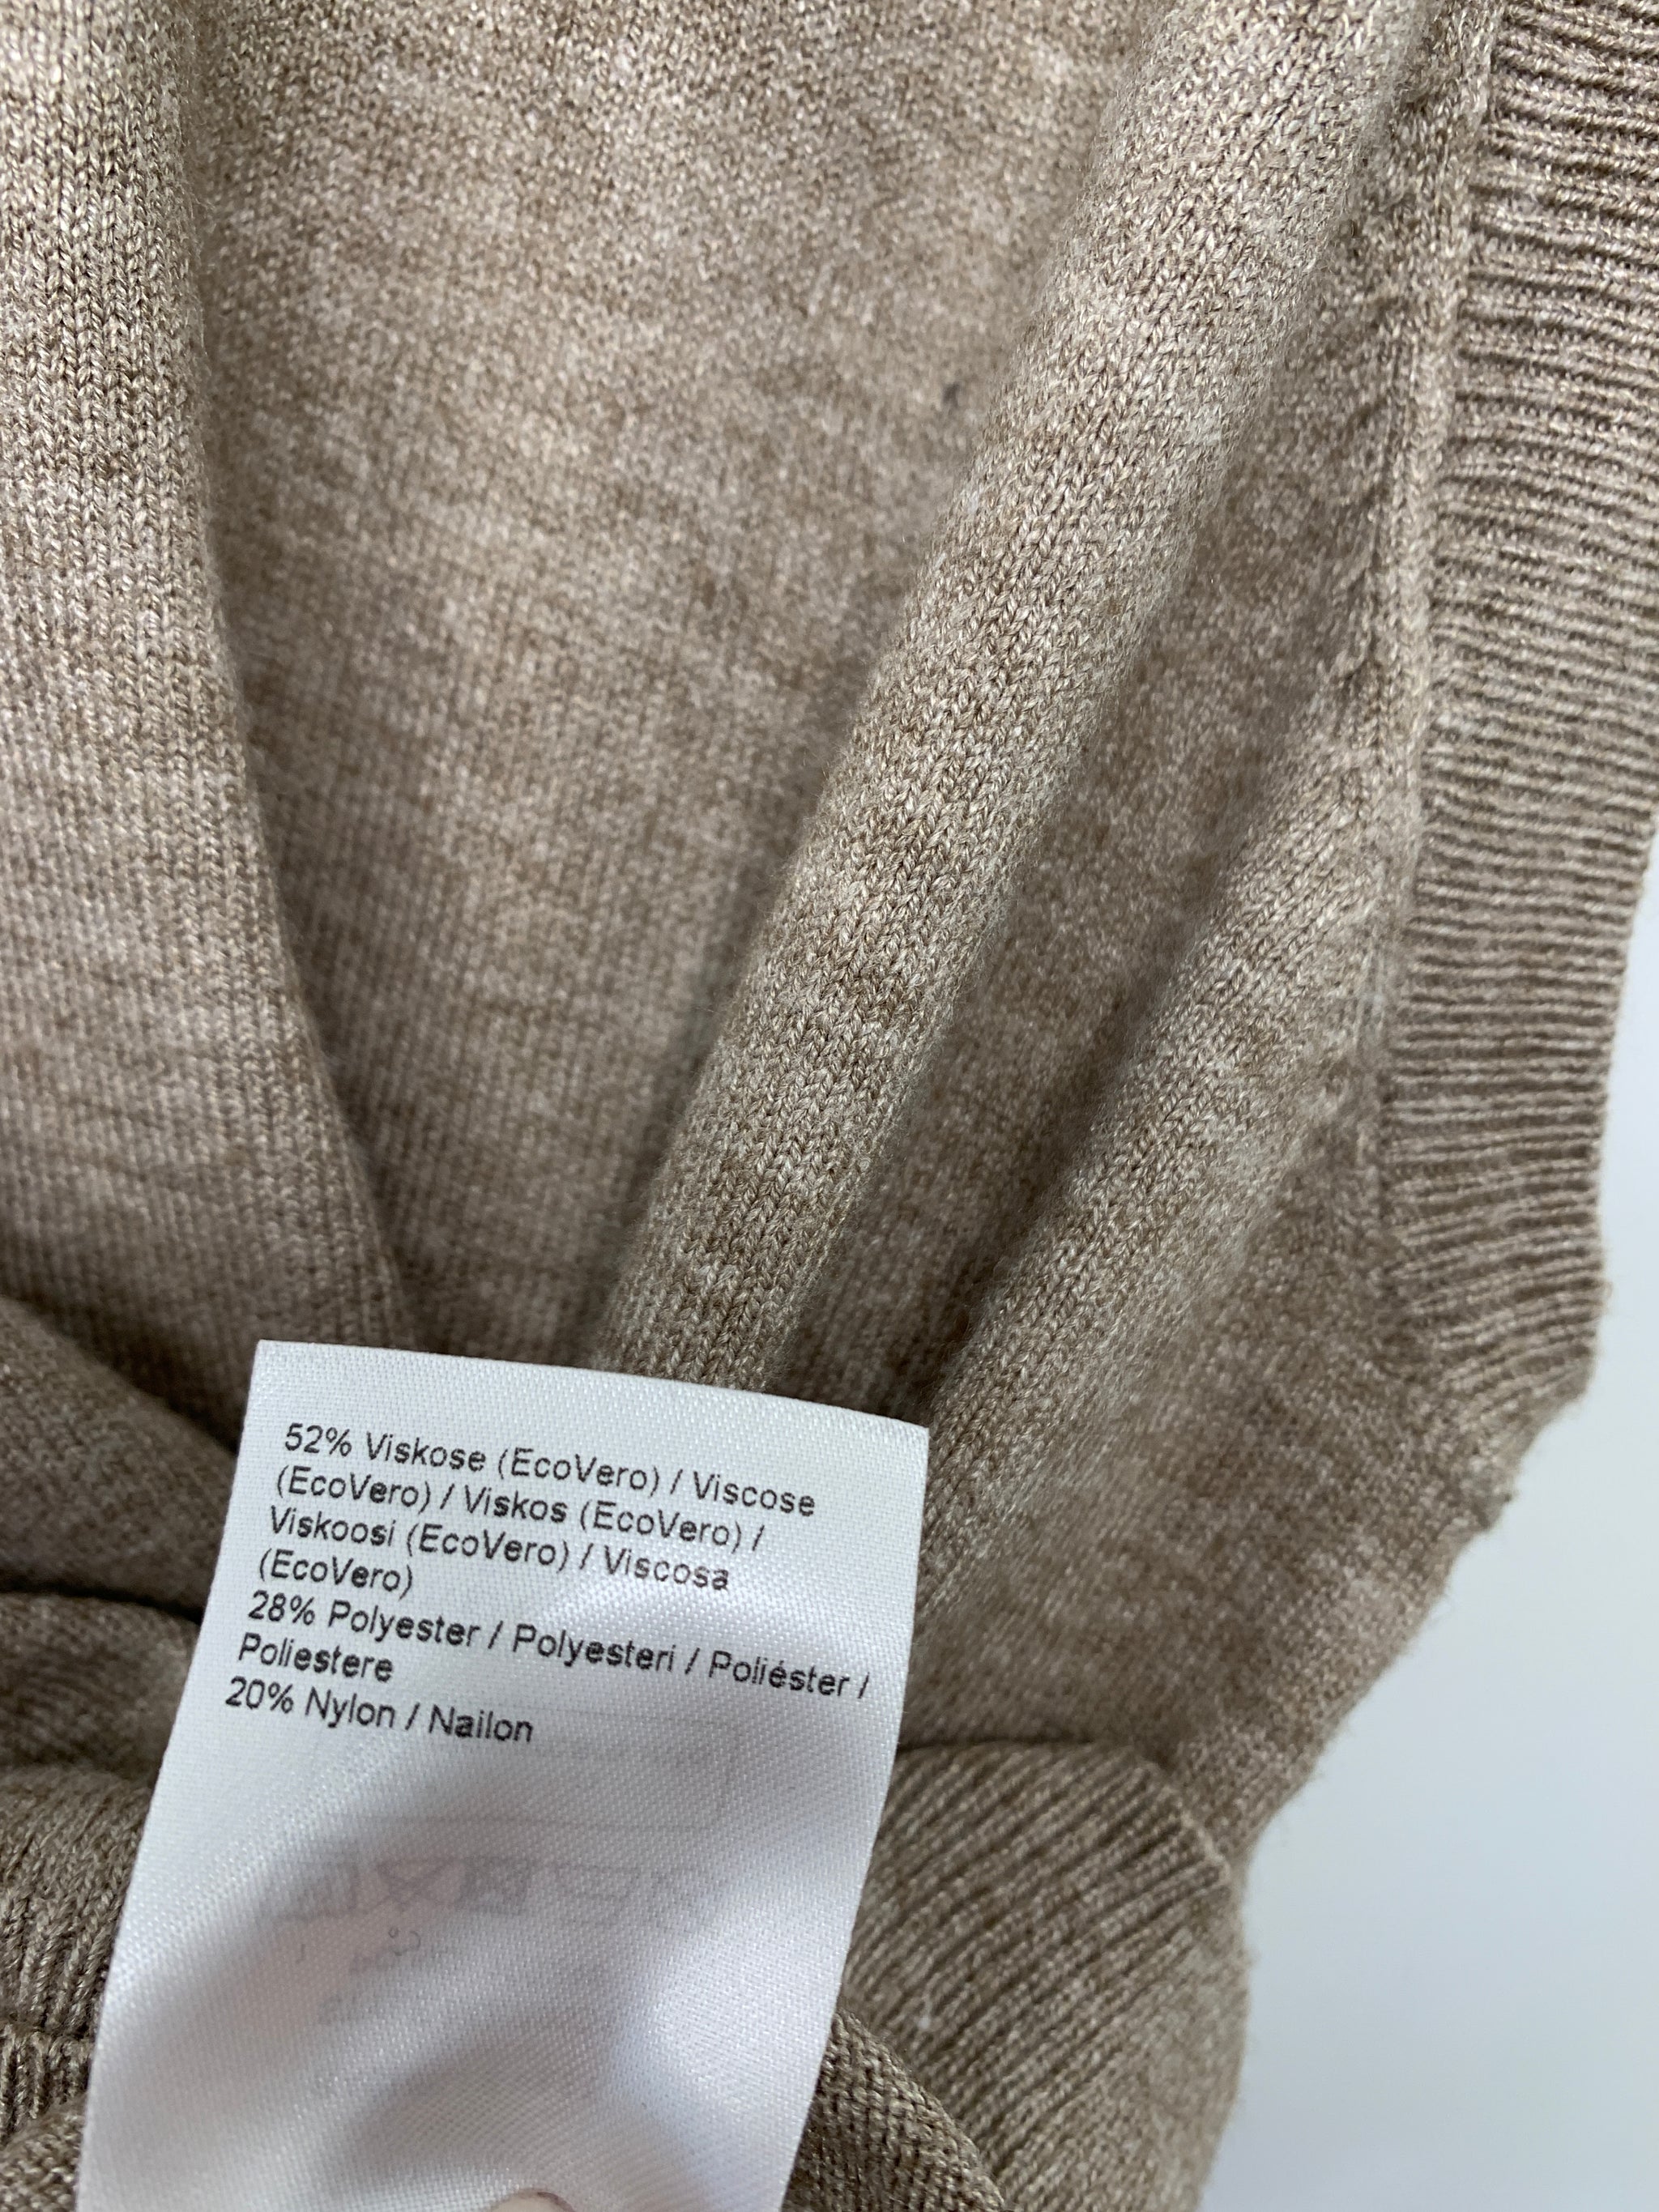 52% Viskose (EcoVero) / Viscose
(EcoVero) / Viskos (EcoVero) /
Viskoosi (EcoVero) / Viscosa
(EcoVero)
28% Polyester / Polyesteri / Poliéster /
Poliestere
20% Nylon / Nailon